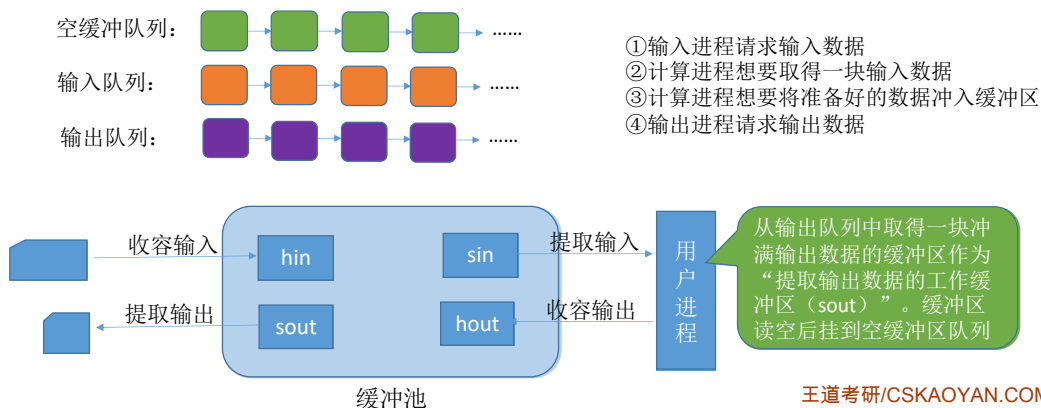 空缓冲队列：
……
输入队列：
……
输出队列：
……
①输入进程请求输入数据
②计算进程想要取得一块输入数据
③计算进程想要将准备好的数据冲入缓冲区
④输出进程请求输出数据
收容输入
hin
sin
提取输入
提取输出
sout
hout
收容输出
用户进程
从输出队列中取得一块冲
满输出数据的缓冲区作为
“提取输出数据的工作缓
冲区（sout）”。缓冲区
读空后挂到空缓冲区队列
缓冲池
王道考研/CSKAOYAN.COM